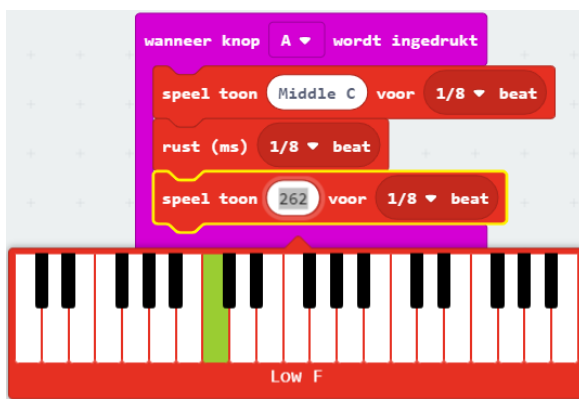 wanneer knop A wordt ingedrukt
speel toon Middle C voor 1/8 beat
rust (ms) 1/8 beat
speel toon 262 voor 1/8 beat
Low F